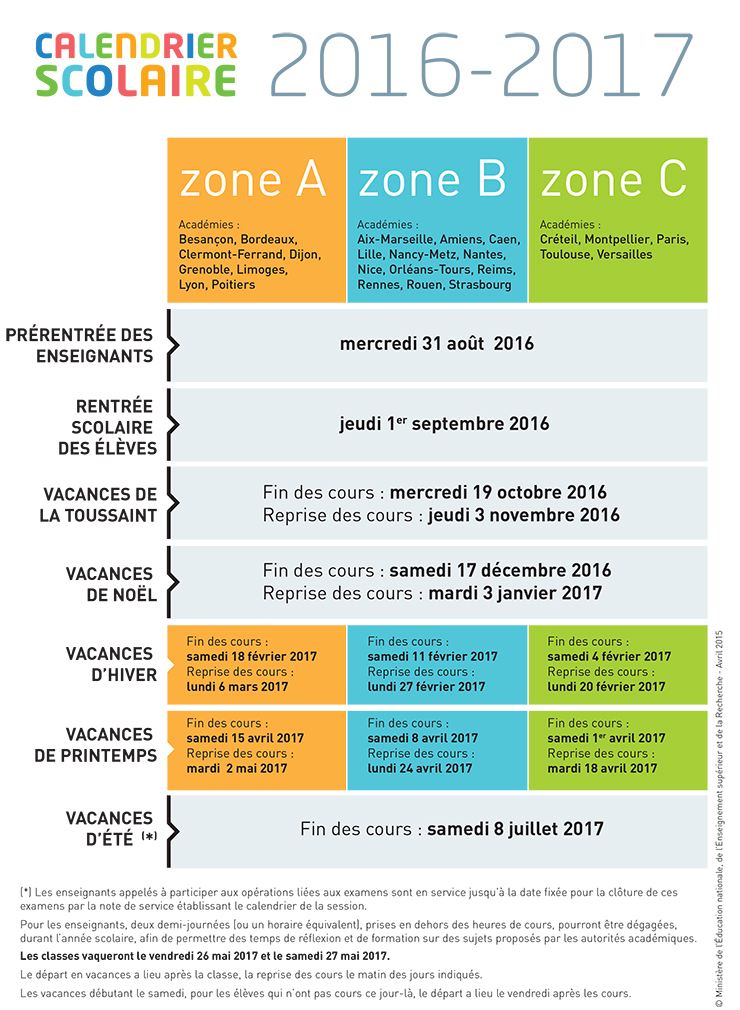 CALENDRIER
SCOLAIRE
2016-2017
zone A
Académies :
Besançon, Bordeaux,
Clermont-Ferrand, Dijon,
Grenoble, Limoges,
Lyon, Poitiers
zone B
Académies :
Aix-Marseille, Amiens, Caen,
Lille, Nancy-Metz, Nantes,
Nice, Orléans-Tours, Reims,
Rennes, Rouen, Strasbourg
zone C
Académies :
Créteil, Montpellier, Paris,
Toulouse, Versailles
PRÉRENTRÉE DES
ENSEIGNANTS
mercredi 31 août 2016
RENTRÉE
SCOLAIRE
DES ÉLÈVES
jeudi 1er septembre 2016
VACANCES DE
LA TOUSSAINT
Fin des cours : mercredi 19 octobre 2016
Reprise des cours : jeudi 3 novembre 2016
VACANCES
DE NOËL
Fin des cours : samedi 17 décembre 2016
Reprise des cours : mardi 3 janvier 2017
VACANCES
D'HIVER
Fin des cours :
samedi 18 février 2017
Reprise des cours :
lundi 6 mars 2017
Fin des cours :
samedi 11 février 2017
Reprise des cours :
lundi 27 février 2017
Fin des cours :
samedi 4 février 2017
Reprise des cours :
lundi 20 février 2017
VACANCES
DE PRINTEMPS
Fin des cours :
samedi 15 avril 2017
Reprise des cours :
mardi 2 mai 2017
Fin des cours :
samedi 8 avril 2017
Reprise des cours :
lundi 24 avril 2017
Fin des cours :
samedi 1er avril 2017
Reprise des cours :
mardi 18 avril 2017
VACANCES
D'ÉTÉ (*)
Fin des cours : samedi 8 juillet 2017
(*) Les enseignants appelés à participer aux opérations liées aux examens sont en service jusqu'à la date fixée pour la clôture de ces
examens par la note de service établissant le calendrier de la session.
Pour les enseignants, deux demi-journées (ou un horaire équivalent), prises en dehors des heures de cours, pourront être dégagées,
durant l'année scolaire, afin de permettre des temps de réflexion et de formation sur des sujets proposés par les autorités académiques.
Les classes vaqueront le vendredi 26 mai 2017 et le samedi 27 mai 2017.
Le départ en vacances a lieu après la classe, la reprise des cours le matin des jours indiqués.
Les vacances débutant le samedi, pour les élèves qui n'ont pas cours ce jour-là, le départ a lieu le vendredi après les cours.
© Ministère de l'Éducation nationale, de l'Enseignement supérieur et de la Recherche - Avril 2015